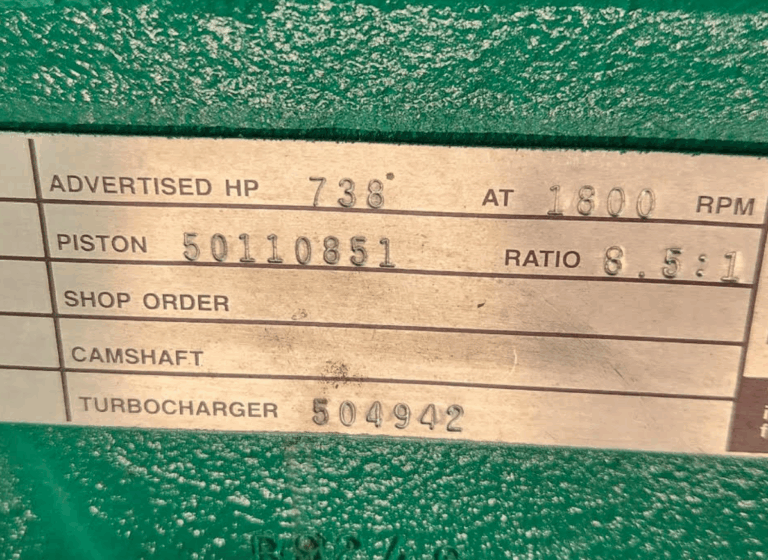 ADVERTISED HP 738 AT 1800 RPM
PISTON 50110851 RATIO 8.5:1
SHOP ORDER
CAMSHAFT
TURBOCHARGER 504942